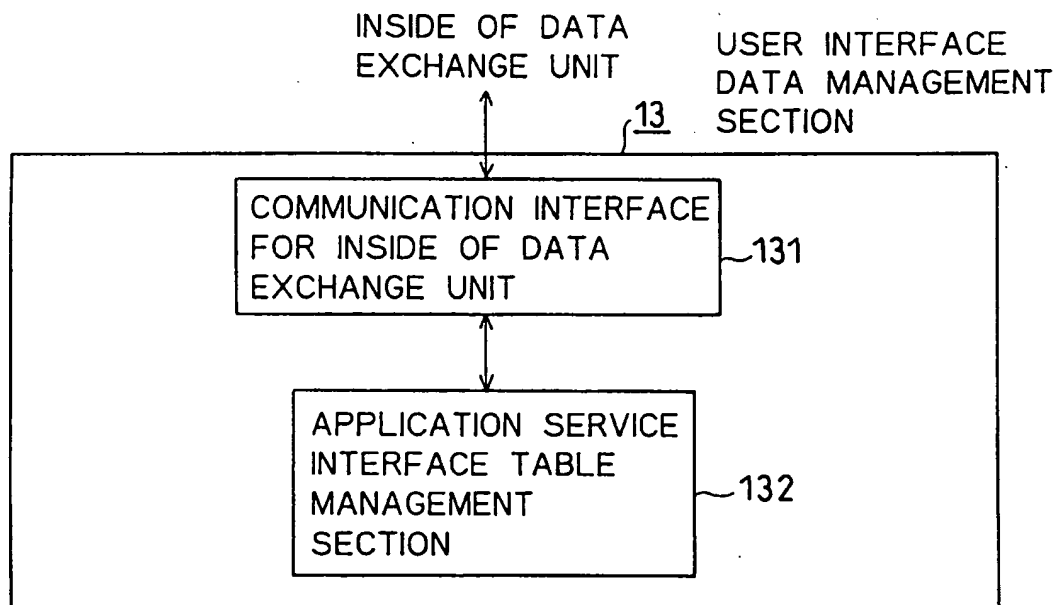 INSIDE OF DATA
EXCHANGE UNIT
USER INTERFACE
DATA MANAGEMENT
SECTION
13
COMMUNICATION INTERFACE
FOR INSIDE OF DATA
EXCHANGE UNIT
131
APPLICATION SERVICE
INTERFACE TABLE
MANAGEMENT
SECTION
132